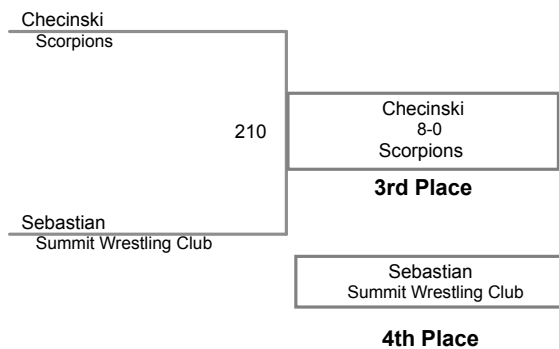 Checinski
Scorpions
210
Checinski
8-0
Scorpions
3rd Place
Sebastian
Summit Wrestling Club
Sebastian
Summit Wrestling Club
4th Place